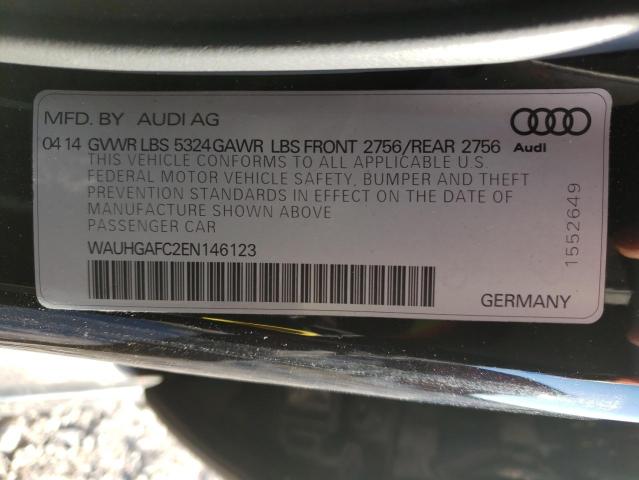 MFD. BY AUDI AG
04 14 GVWR LBS 5324 GAWR LBS FRONT 2756/REAR 2756
Audi
THIS VEHICLE CONFORMS TO ALL APPLICABLE U.S.
FEDERAL MOTOR VEHICLE SAFETY, BUMPER AND THEFT
PREVENTION STANDARDS IN EFFECT ON THE DATE OF
MANUFACTURE SHOWN ABOVE
PASSENGER CAR
WAUHGAFC2EN146123
GERMANY
1552649